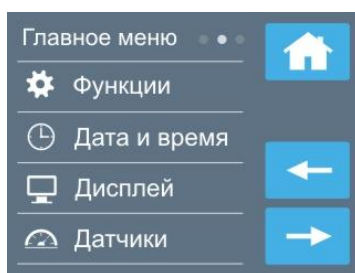 Главное меню
Функции
Дата и время
Дисплей
Датчики